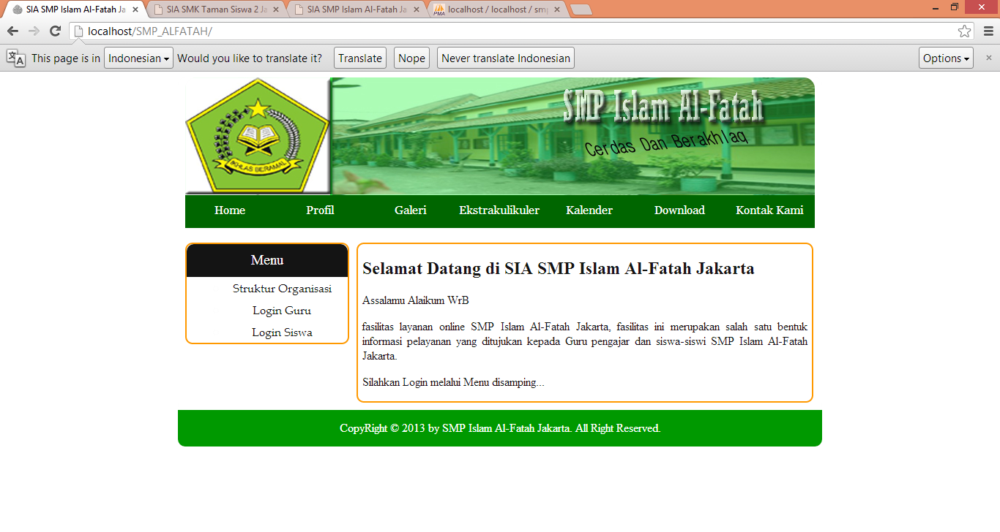 SIA SMP Islam Al-Fatah Ja
SIA SMK Taman Siswa 2 Ja
SIA SMP Islam Al-Fatah Ja
PMA localhost / localhost / smp
localhost/SMP_ALFATAH/
This page is in Indonesian Would you like to translate it? Translate Nope Never translate Indonesian Options
IKHLAS BERAMAL
SMP Islam Al-Fatah
Cerdas Dan Berakhlaq
Home Profil Galeri Ekstrakulikuler Kalender Download Kontak Kami
Menu
Struktur Organisasi
Login Guru
Login Siswa
Selamat Datang di SIA SMP Islam Al-Fatah Jakarta
Assalamu Alaikum WrB
fasilitas layanan online SMP Islam Al-Fatah Jakarta, fasilitas ini merupakan salah satu bentuk
informasi pelayanan yang ditujukan kepada Guru pengajar dan siswa-siswi SMP Islam Al-Fatah
Jakarta.
Silahkan Login melalui Menu disamping...
CopyRight © 2013 by SMP Islam Al-Fatah Jakarta. All Right Reserved.